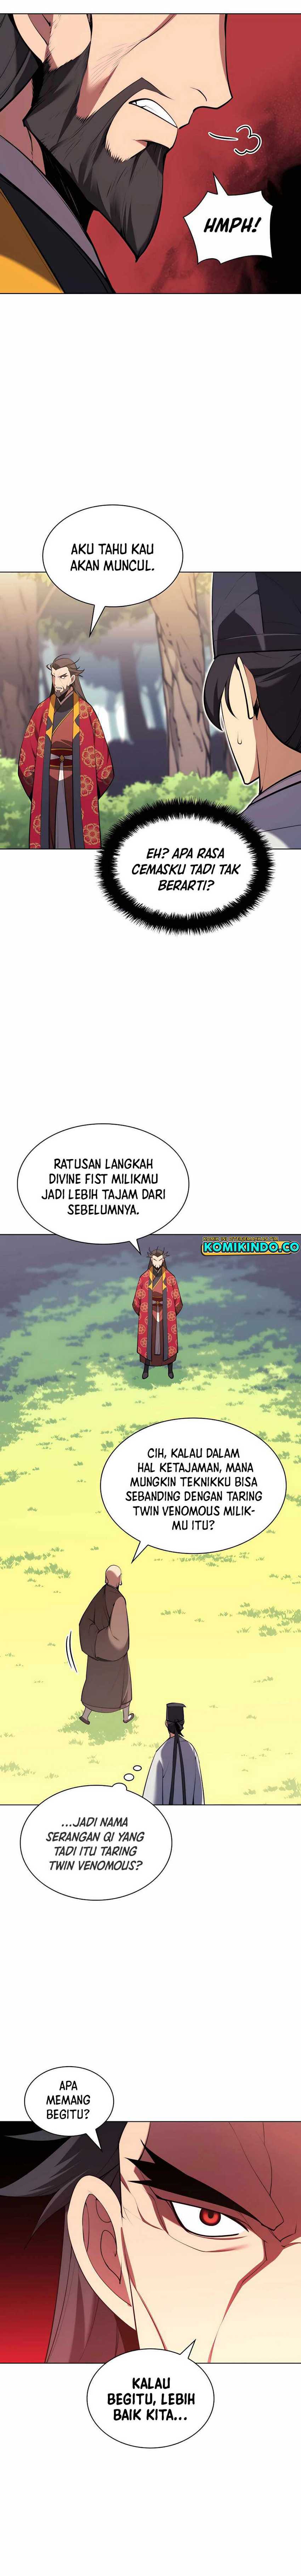 HMPH!
AKU TAHU KAU
AKAN MUNCUL.
EH? APA RASA
CEMASKU TADI TAK
BERARTI?
RATUSAN LANGKAH
DIVINE FIST MILIKMU
JADI LEBIH TAJAM DARI
SEBELUMNYA.
KOMIKINDO.CO
CIH, KALAU DALAM
HAL KETAJAMAN, MANA
MUNGKIN TEKNIKKU BISA
SEBANDING DENGAN TARING
TWIN VENOMOUS MILIK-
MU ITU?
...JADI NAMA
SERANGAN QI YANG
TADI ITU TARING
TWIN VENOMOUS?
APA
MEMANG
BEGITU?
KALAU
BEGITU, LEBIH
BAIK KITA...